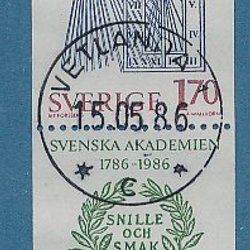 V.
VETLANDA
SVERIGE 170
15.05.86
SVENSKA AKADEMIEN
1786-1986
* C *
SNILLE
OCH
SMAK